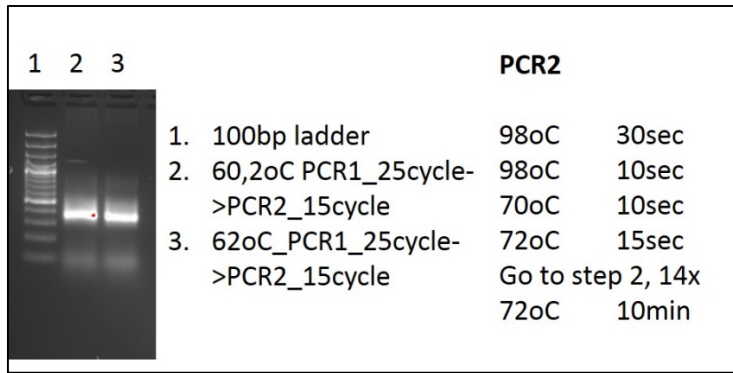 1 2 3
1. 100bp ladder
2. 60,2oC PCR1_25cycle-
>PCR2_15cycle
3. 62oC_PCR1_25cycle-
>PCR2_15cycle
PCR2
98oC 30sec
98oC 10sec
70oC 10sec
72oC 15sec
Go to step 2, 14x
72oC 10min